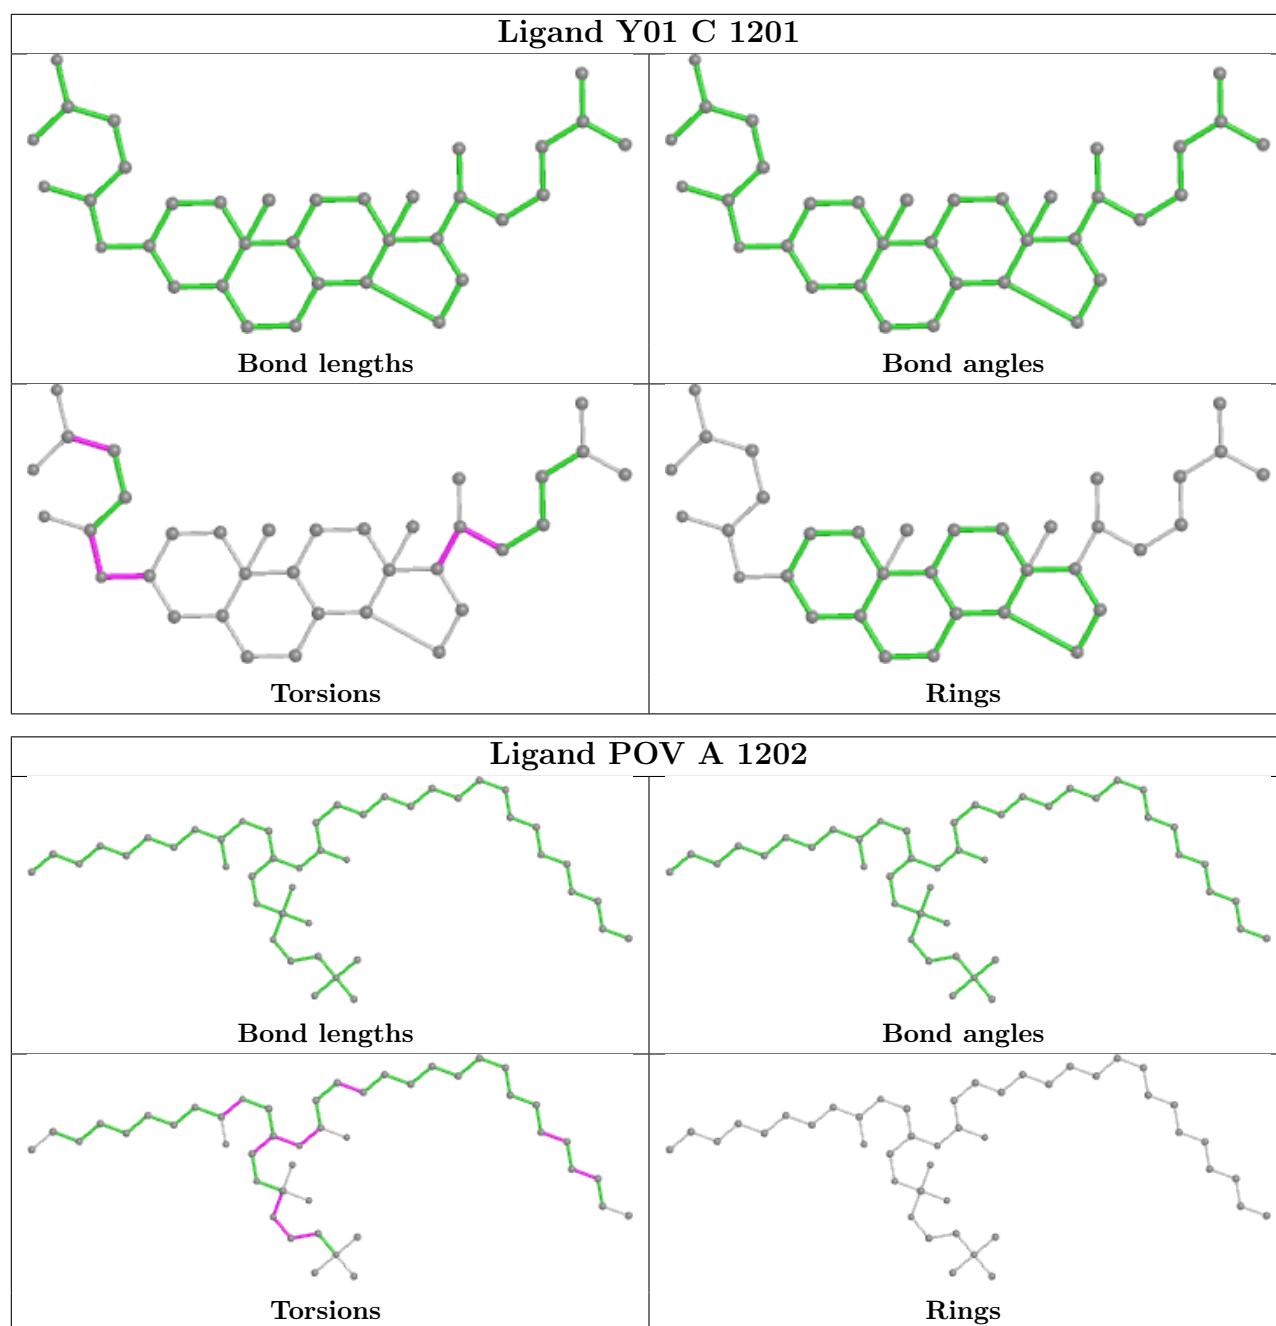 Ligand Y01 C 1201
Bond lengths
Bond angles
Torsions
Rings
Ligand POV A 1202
Bond lengths
Bond angles
Torsions
Rings